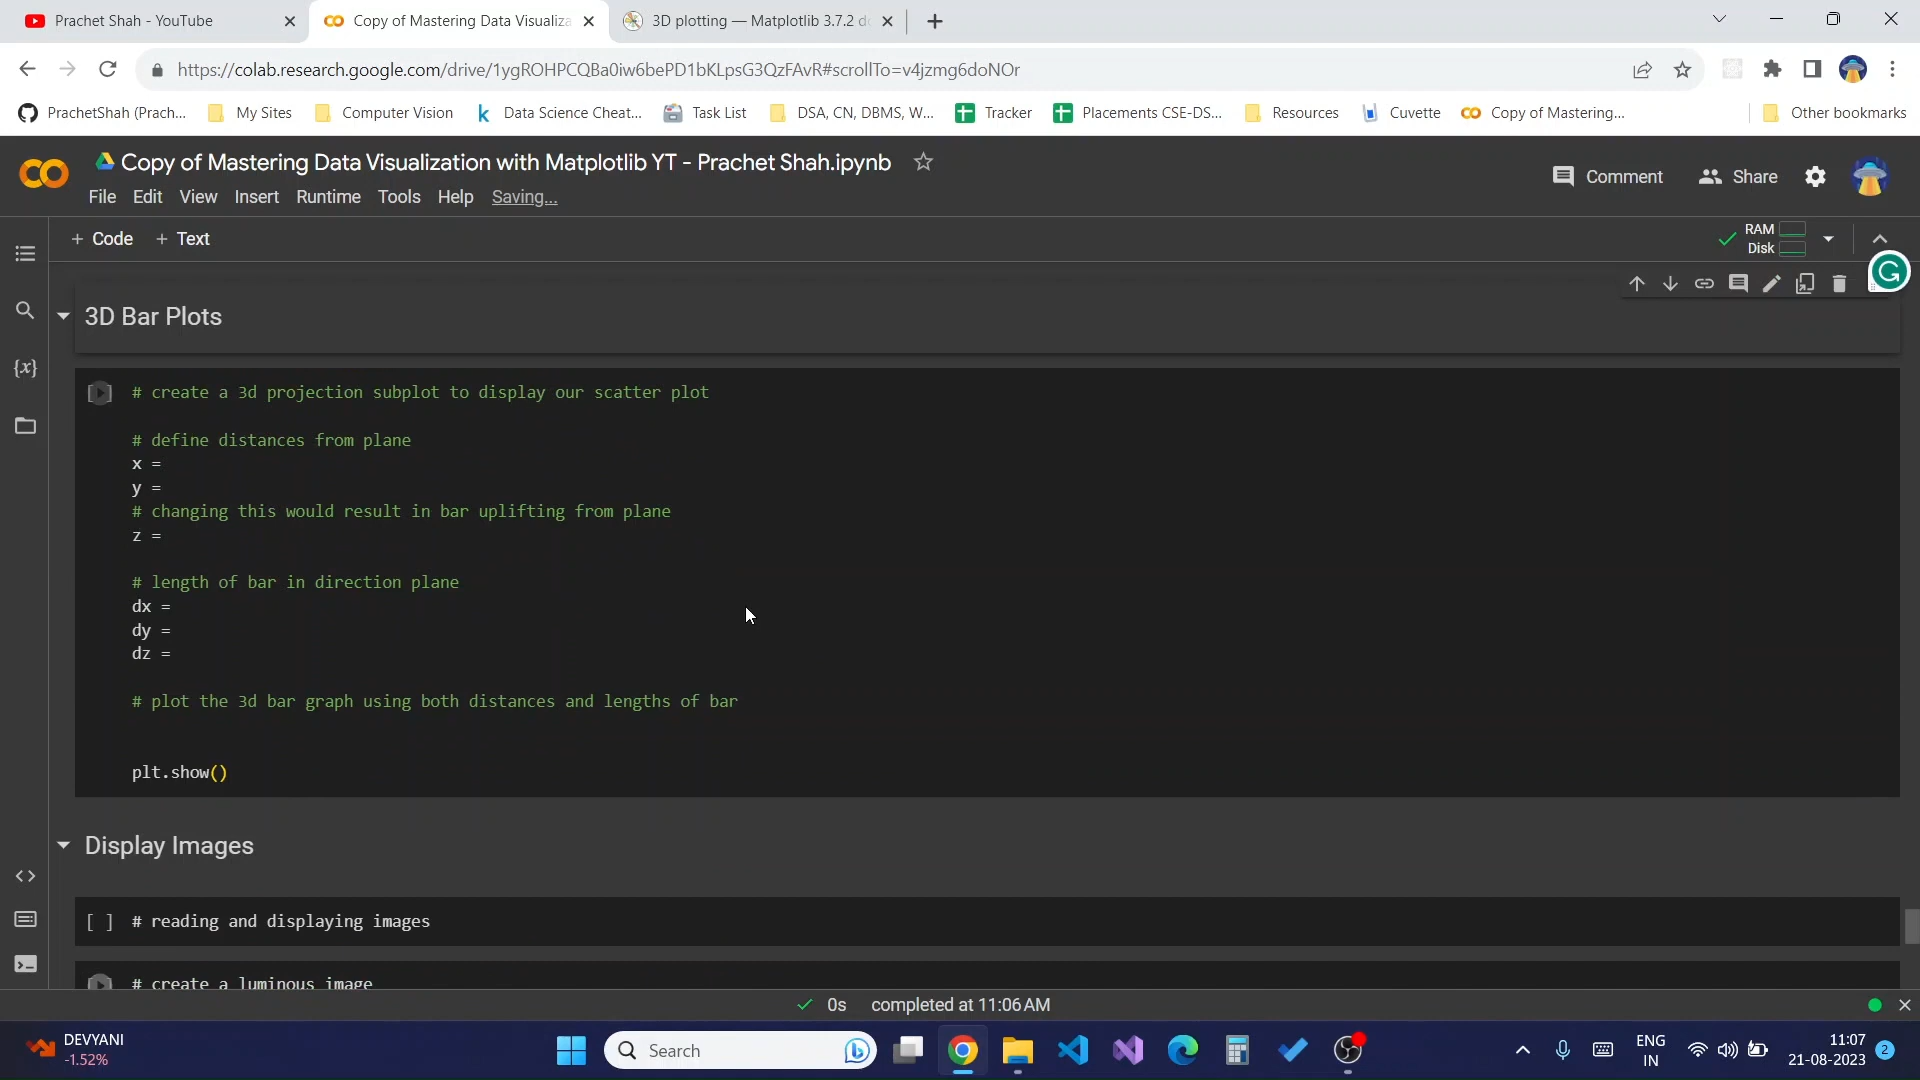 Prachet Shah - YouTube
Copy of Mastering Data Visualiza
3D plotting — Matplotlib 3.7.2 d
https://colab.research.google.com/drive/1ygROHPCQBa0iw6bePD1bKLpsG3QzFAvR#scrollTo=v4jzmg6doNOr
PrachetShah (Prach...
My Sites
Computer Vision
Data Science Cheat...
Task List
DSA, CN, DBMS, W...
Tracker
Placements CSE-DS...
Resources
Cuvette
Copy of Mastering...
Other bookmarks
Copy of Mastering Data Visualization with Matplotlib YT - Prachet Shah.ipynb
Comment
Share
File Edit View Insert Runtime Tools Help Saving...
+ Code + Text
RAM
Disk
3D Bar Plots
# create a 3d projection subplot to display our scatter plot
# define distances from plane
x =
y =
# changing this would result in bar uplifting from plane
z =
# length of bar in direction plane
dx =
dy =
dz =
# plot the 3d bar graph using both distances and lengths of bar
plt.show()
Display Images
[ ] # reading and displaying images
# create a luminous image
0s completed at 11:06 AM
DEVYANI
-1.52%
Search
ENG
IN
11:07
21-08-2023
2